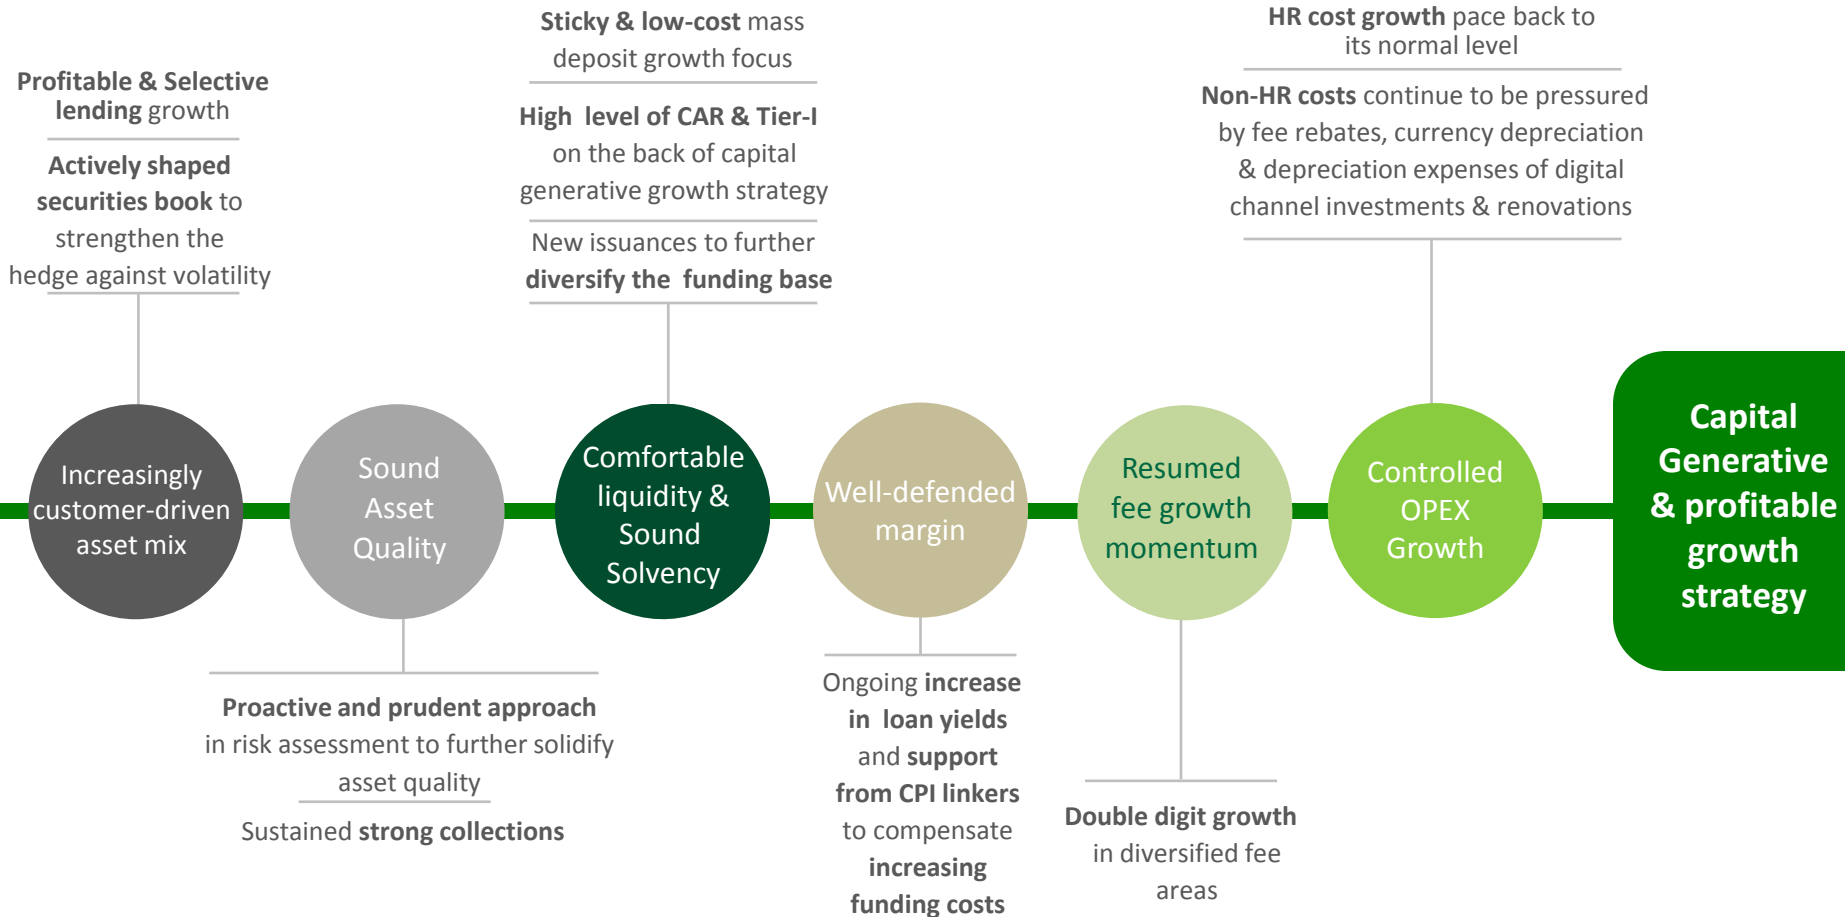 Profitable & Selective
lending growth
Actively shaped
securities book to
strengthen the
hedge against volatility
Increasingly
customer-driven
asset mix
Sound
Asset
Quality
Proactive and prudent approach
in risk assessment to further solidify
asset quality
Sustained strong collections
Sticky & low-cost mass
deposit growth focus
High level of CAR & Tier-I
on the back of capital
generative growth strategy
New issuances to further
diversify the funding base
Comfortable
liquidity &
Sound
Solvency
Well-defended
margin
Ongoing increase
in loan yields
and support
from CPI linkers
to compensate
increasing
funding costs
Resumed
fee growth
momentum
Double digit growth
in diversified fee
areas
HR cost growth pace back to
its normal level
Non-HR costs continue to be pressured
by fee rebates, currency depreciation
& depreciation expenses of digital
channel investments & renovations
Controlled
OPEX
Growth
Capital
Generative
& profitable
growth
strategy